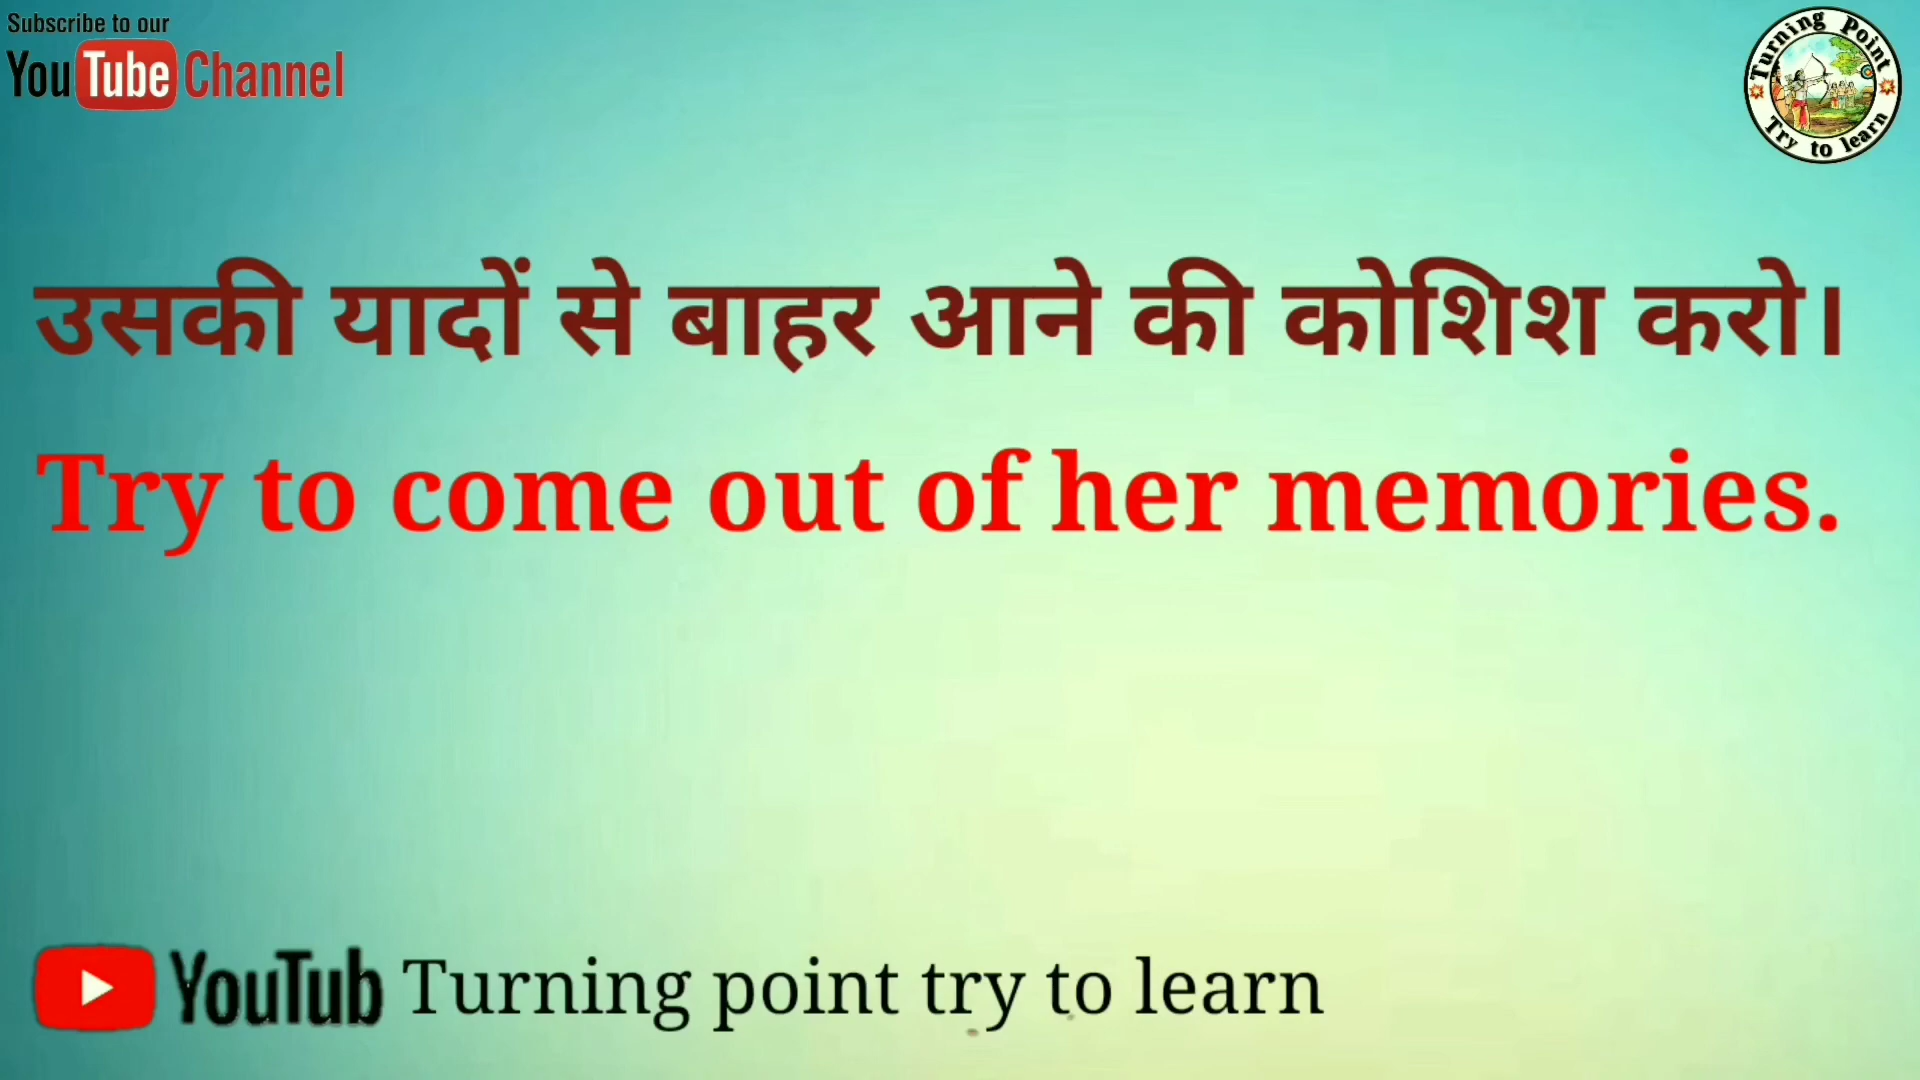 Subscribe to our
YouTube Channel
Turning Point
Try to learn
उसकी यादों से बाहर आने की कोशिश करो।
Try to come out of her memories.
YouTub Turning point try to learn